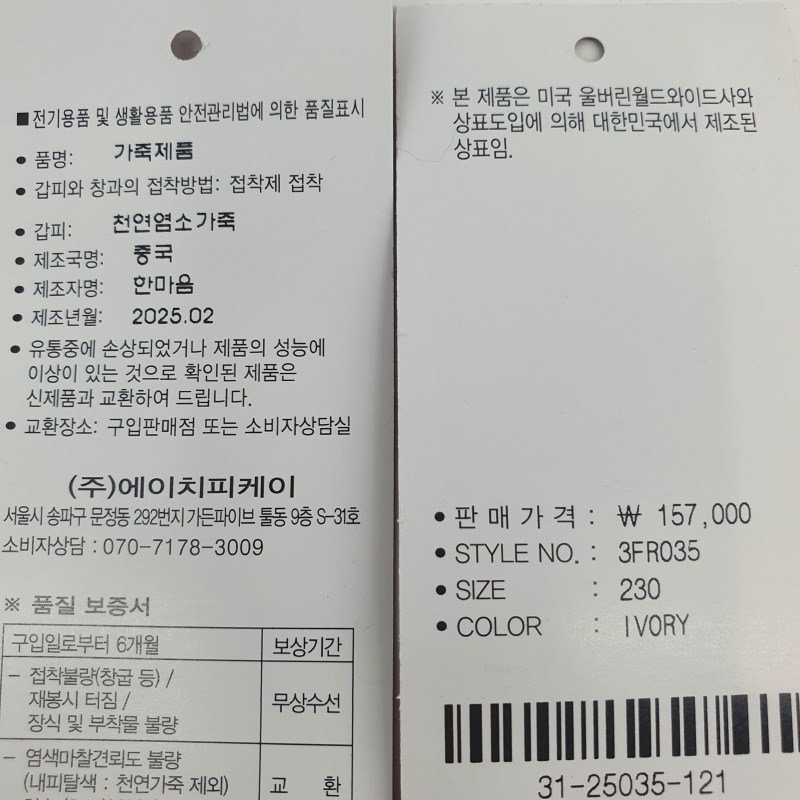 ■ 전기용품 및 생활용품 안전관리법에 의한 품질표시
● 품명: 가죽제품
● 갑피와 창과의 접착방법: 접착제 접착
● 갑피: 천연염소가죽
● 제조국명: 중국
● 제조자명: 한마음
● 제조년월: 2025.02
● 유통중에 손상되었거나 제품의 성능에
이상이 있는 것으로 확인된 제품은
신제품과 교환하여 드립니다.
● 교환장소: 구입판매점 또는 소비자상담실
(주)에이치피케이
서울시 송파구 문정동 292번지 가든파이브 툴동 9층 S-31호
소비자상담 : 070-7178-3009
※ 품질 보증서
구입일로부터 6개월 보상기간
- 접착불량(창굽 등) /
재봉시 터짐 /
장식 및 부착물 불량
무상수선
- 염색마찰견뢰도 불량
(내피탈색 : 천연가죽 제외)
교 환
※ 본 제품은 미국 울버린월드와이드사와
상표도입에 의해 대한민국에서 제조된
상표임.
● 판 매 가 격 : ₩ 157,000
● STYLE NO. : 3FR035
● SIZE : 230
● COLOR : IVORY
31-25035-121